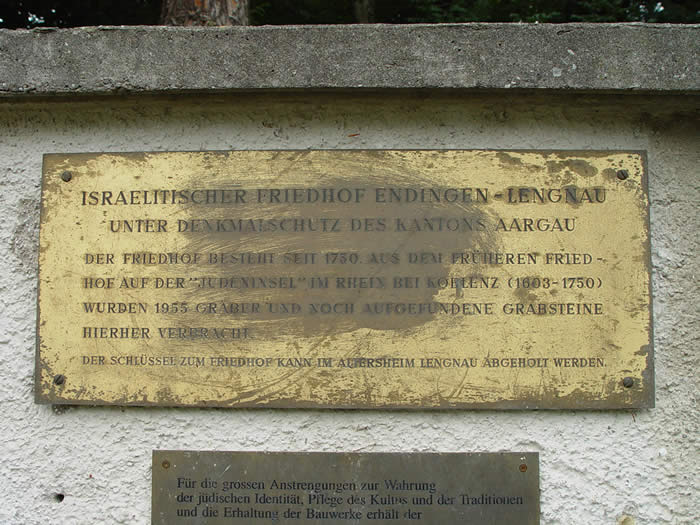 ISRAELITISCHER FRIEDHOF ENDINGEN-LENGNAU
UNTER DENKMALSCHUTZ DES KANTONS AARGAU
DER FRIEDHOF BESTEHT SEIT 1750. AUS DEM FRÜHEREN FRIED-
HOF AUF DER "JUDENINSEL" IM RHEIN BEI KOBLENZ (1603-1750)
WURDEN 1955 GRÄBER UND NOCH AUFGEFUNDENE GRABSTEINE
HIERHER VERBRACHT.
DER SCHLÜSSEL ZUM FRIEDHOF KANN IM ALTERSHEIM LENGNAU ABGEHOLT WERDEN.
Für die grossen Anstrengungen zur Wahrung
der jüdischen Identität, Pflege des Kultus und der Traditionen
und die Erhaltung der Bauwerke erhält der